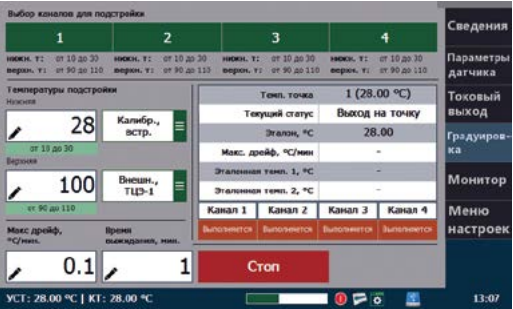 Выбор каналов для подстройки
1 2 3 4
нижн. т: от 10 до 30 нижн. т: от 10 до 30 нижн. т: от 10 до 30 нижн. т: от 10 до 30
верхн. т: от 90 до 110 верхн. т: от 90 до 110 верхн. т: от 90 до 110 верхн. т: от 90 до 110
Температуры подстройки
Нижняя
28 Калибр., встр.
от 10 до 30
Верхняя
100 Внешн., ТЦЭ-1
от 90 до 110
Макс дрейф, °C/мин.
0.1
Время выжидания, мин.
1
Темп. точка 1 (28.00 °C)
Текущий статус Выход на точку
Эталон, °C 28.00
Макс. дрейф, °C/мин -
Эталонная темп. 1, °C -
Эталонная темп. 2, °C -
Канал 1 Канал 2 Канал 3 Канал 4
Выполняется Выполняется Выполняется Выполняется
Стоп
Сведения
Параметры
датчика
Токовый
выход
Градуиров-
ка
Монитор
Меню
настроек
УСТ: 28.00 °C | КТ: 28.00 °C 13:07